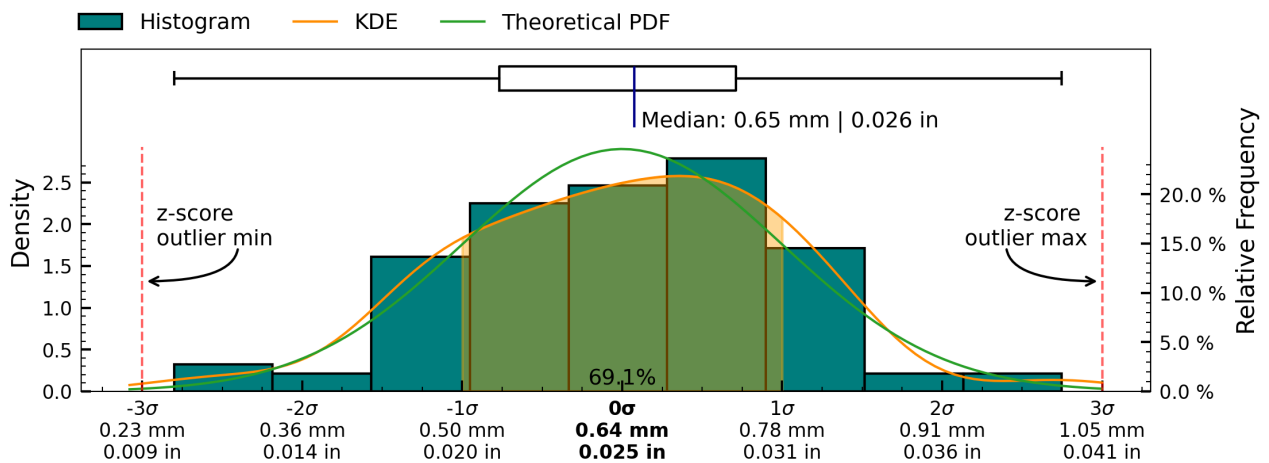 Histogram KDE Theoretical PDF
Median: 0.65 mm | 0.026 in
Density
2.5
2.0
1.5
1.0
0.5
0.0
z-score
outlier min
z-score
outlier max
69.1%
20.0 %
15.0 %
10.0 %
5.0 %
0.0 %
Relative Frequency
-3σ -2σ -1σ 0σ 1σ 2σ 3σ
0.23 mm 0.36 mm 0.50 mm 0.64 mm 0.78 mm 0.91 mm 1.05 mm
0.009 in 0.014 in 0.020 in 0.025 in 0.031 in 0.036 in 0.041 in